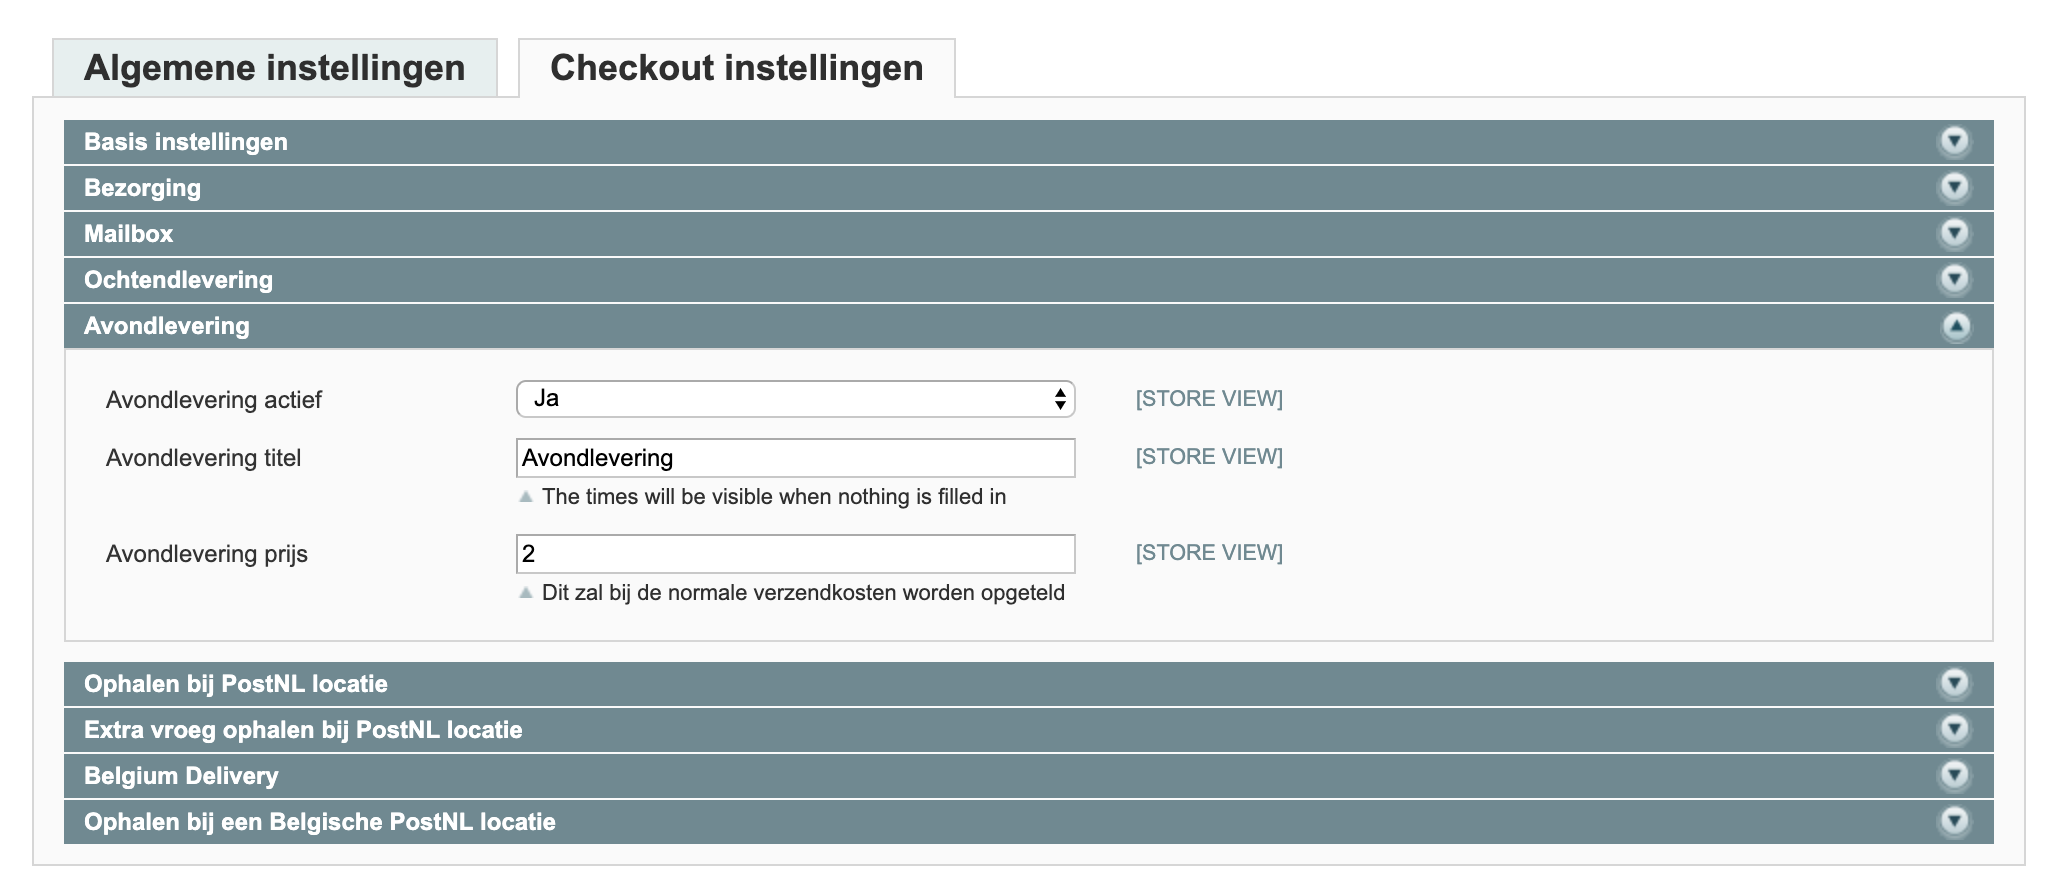 Algemene instellingen
Checkout instellingen
Basis instellingen
Bezorging
Mailbox
Ochtendlevering
Avondlevering
Avondlevering actief Ja [STORE VIEW]
Avondlevering titel Avondlevering [STORE VIEW]
The times will be visible when nothing is filled in
Avondlevering prijs 2 [STORE VIEW]
Dit zal bij de normale verzendkosten worden opgeteld
Ophalen bij PostNL locatie
Extra vroeg ophalen bij PostNL locatie
Belgium Delivery
Ophalen bij een Belgische PostNL locatie